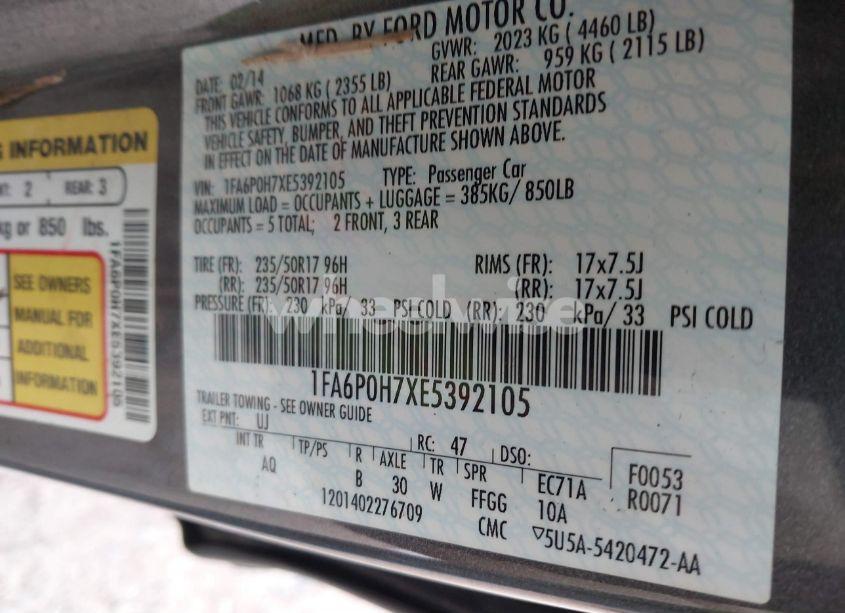 MFD. BY FORD MOTOR CO.
DATE: 02/14 GVWR: 2023 KG ( 4460 LB)
FRONT GAWR: 1068 KG ( 2355 LB) REAR GAWR: 959 KG ( 2115 LB)
THIS VEHICLE CONFORMS TO ALL APPLICABLE FEDERAL MOTOR
VEHICLE SAFETY, BUMPER, AND THEFT PREVENTION STANDARDS
IN EFFECT ON THE DATE OF MANUFACTURE SHOWN ABOVE.
VIN: 1FA6P0H7XE5392105 TYPE: Passenger Car
MAXIMUM LOAD = OCCUPANTS + LUGGAGE = 385KG/ 850LB
OCCUPANTS = 5 TOTAL; 2 FRONT, 3 REAR
TIRE (FR): 235/50R17 96H RIMS (FR): 17x7.5J
(RR): 235/50R17 96H (RR): 17x7.5J
PRESSURE (FR): 230 kPa/ 33 PSI COLD (RR): 230 kPa/ 33 PSI COLD
1FA6P0H7XE5392105
TRAILER TOWING - SEE OWNER GUIDE
EXT PNT: UJ RC: 47 DSO:
INT TR TP/PS R AXLE TR SPR EC71A F0053
AQ B 30 W FFGG 10A R0071
1201402276709 CMC ▽5U5A-5420472-AA
INFORMATION
2 REAR: 3
kg or 850 lbs.
SEE OWNERS
MANUAL FOR
ADDITIONAL
INFORMATION
1FA6P0H7XE5392105